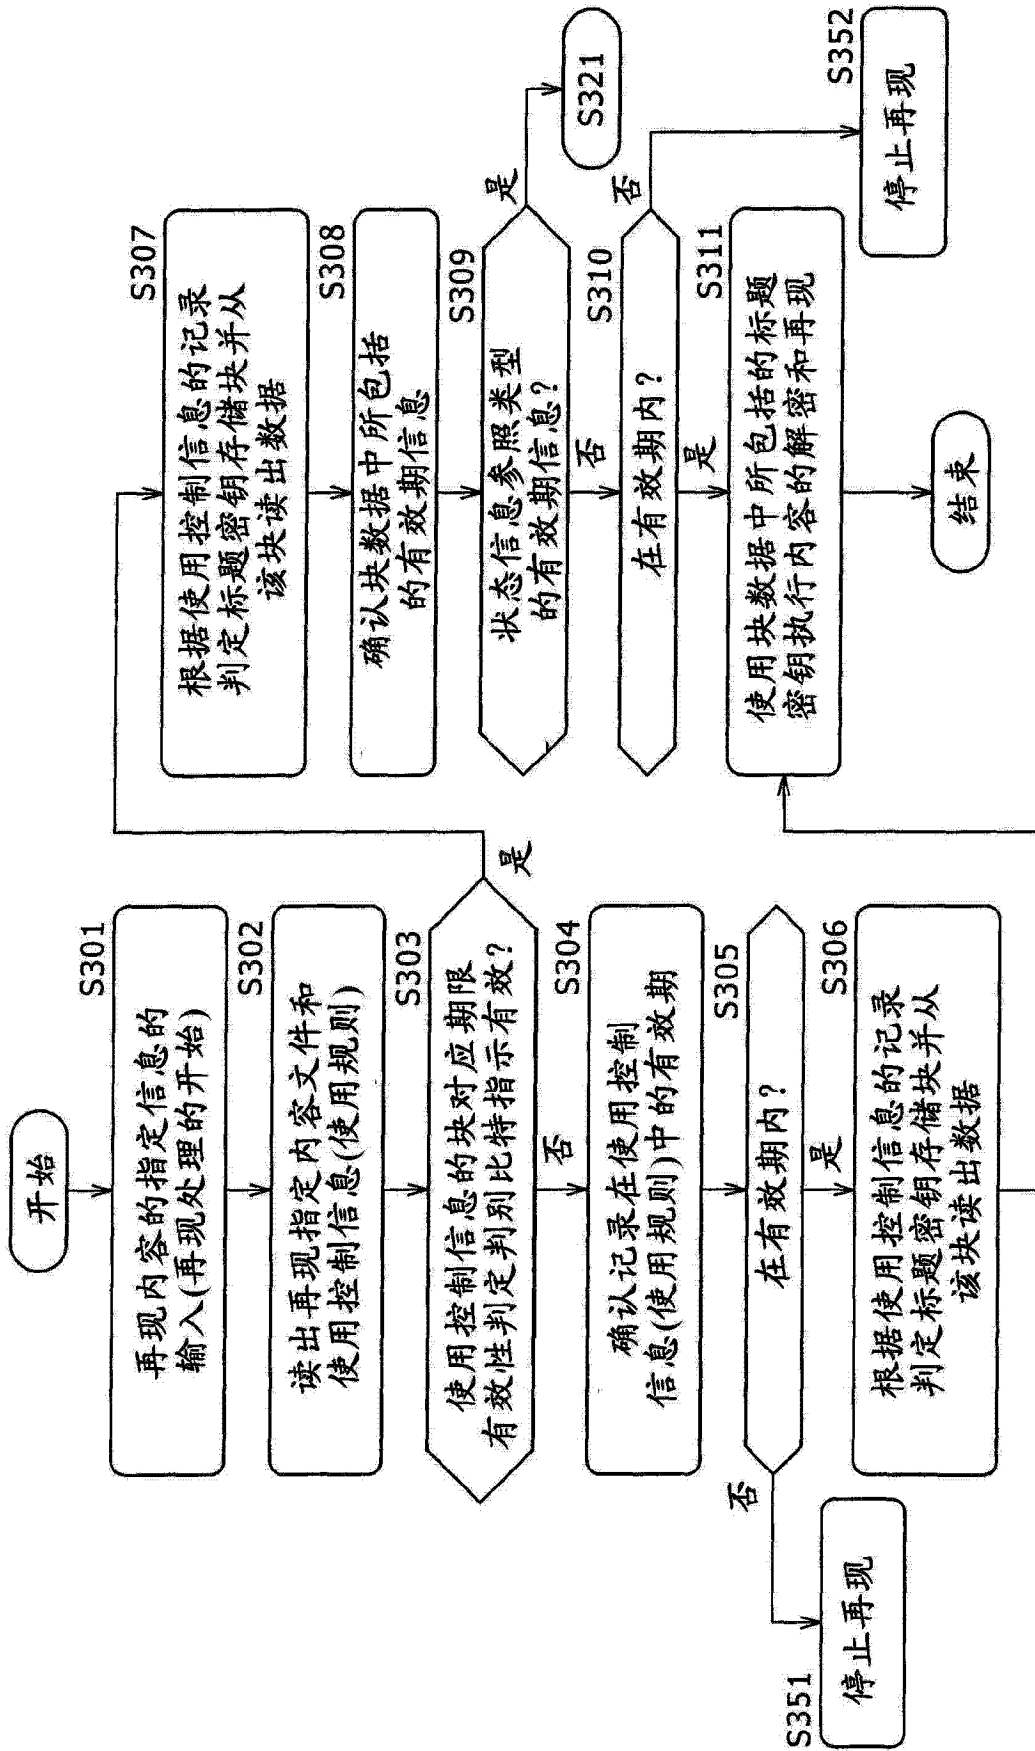 开始
S301
再现内容的指定信息的
输入(再现处理的开始)
S302
读出再现指定内容文件和
使用控制信息(使用规则)
S303
使用控制信息的块对应期限
有效性判定判别比特指示有效?
是
否
S304
确认记录在使用控制
信息(使用规则)中的有效期
S305
在有效期内?
否
是
S351
停止再现
S306
根据使用控制信息的记录
判定标题密钥存储块并从
该块读出数据
S307
根据使用控制信息的记录
判定标题密钥存储块并从
该块读出数据
S308
确认块数据中所包括
的有效期信息
S309
状态信息参照类型
的有效期信息?
是
S321
否
S310
在有效期内?
否
S352
停止再现
是
S311
使用块数据中所包括的标题
密钥执行内容的解密和再现
结束